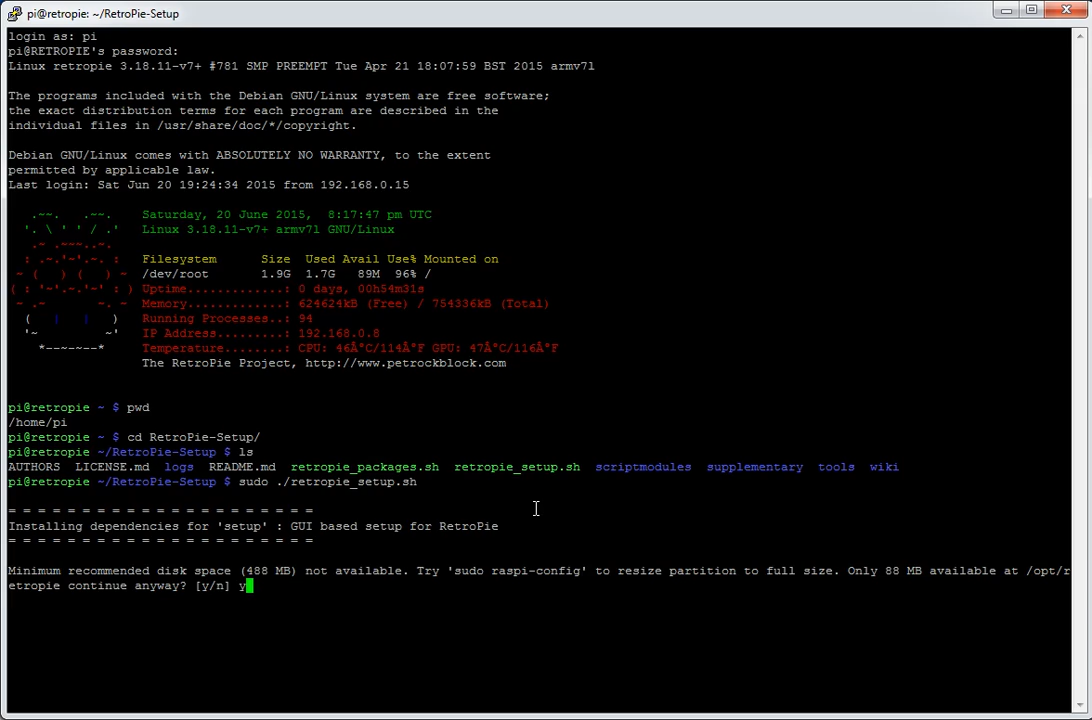 pi@retropie: ~/RetroPie-Setup
login as: pi
pi@RETROPIE's password:
Linux retropie 3.18.11-v7+ #781 SMP PREEMPT Tue Apr 21 18:07:59 BST 2015 armv7l

The programs included with the Debian GNU/Linux system are free software;
the exact distribution terms for each program are described in the
individual files in /usr/share/doc/*/copyright.

Debian GNU/Linux comes with ABSOLUTELY NO WARRANTY, to the extent
permitted by applicable law.
Last login: Sat Jun 20 19:24:34 2015 from 192.168.0.15

   .~~.   .~~.    Saturday, 20 June 2015,  8:17:47 pm UTC
  '. \ ' ' / .'   Linux 3.18.11-v7+ armv7l GNU/Linux
   .~ .~~~..~.
  : .~.'~'.~. :   Filesystem      Size  Used Avail Use% Mounted on
 ~ (   ) (   ) ~  /dev/root       1.9G  1.7G   89M  96% /
( : '~'.~.'~' : ) Uptime.............: 0 days, 00h54m31s
 ~ .~       ~. ~  Memory.............: 624624kB (Free) / 754336kB (Total)
  (   |   |   )   Running Processes..: 94
  '~         ~'   IP Address.........: 192.168.0.8
    *--~-~--*     Temperature........: CPU: 46Â°C/114Â°F GPU: 47Â°C/116Â°F
                  The RetroPie Project, http://www.petrockblock.com

pi@retropie ~ $ pwd
/home/pi
pi@retropie ~ $ cd RetroPie-Setup/
pi@retropie ~/RetroPie-Setup $ ls
AUTHORS  LICENSE.md  logs  README.md  retropie_packages.sh  retropie_setup.sh  scriptmodules  supplementary  tools  wiki
pi@retropie ~/RetroPie-Setup $ sudo ./retropie_setup.sh

= = = = = = = = = = = = = = = = = = = = =
Installing dependencies for 'setup' : GUI based setup for RetroPie
= = = = = = = = = = = = = = = = = = = = =

Minimum recommended disk space (488 MB) not available. Try 'sudo raspi-config' to resize partition to full size. Only 88 MB available at /opt/r
etropie continue anyway? [y/n] y